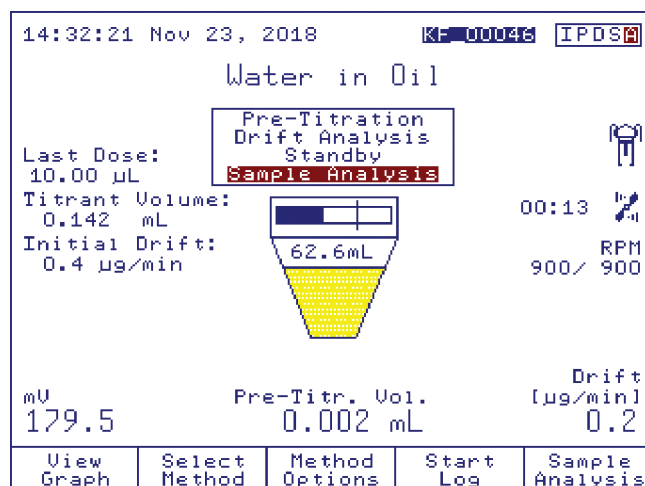 14:32:21 Nov 23, 2018 KF_00046 IPDSA
Water in Oil
Pre-Titration
Drift Analysis
Standby
Sample Analysis
Last Dose:
10.00 µL
Titrant Volume:
0.142 mL
Initial Drift:
0.4 µg/min
62.6mL
00:13
RPM
900/ 900
mV
179.5
Pre-Titr. Vol.
0.002 mL
Drift
[µg/min]
0.2
View
Graph
Select
Method
Method
Options
Start
Log
Sample
Analysis